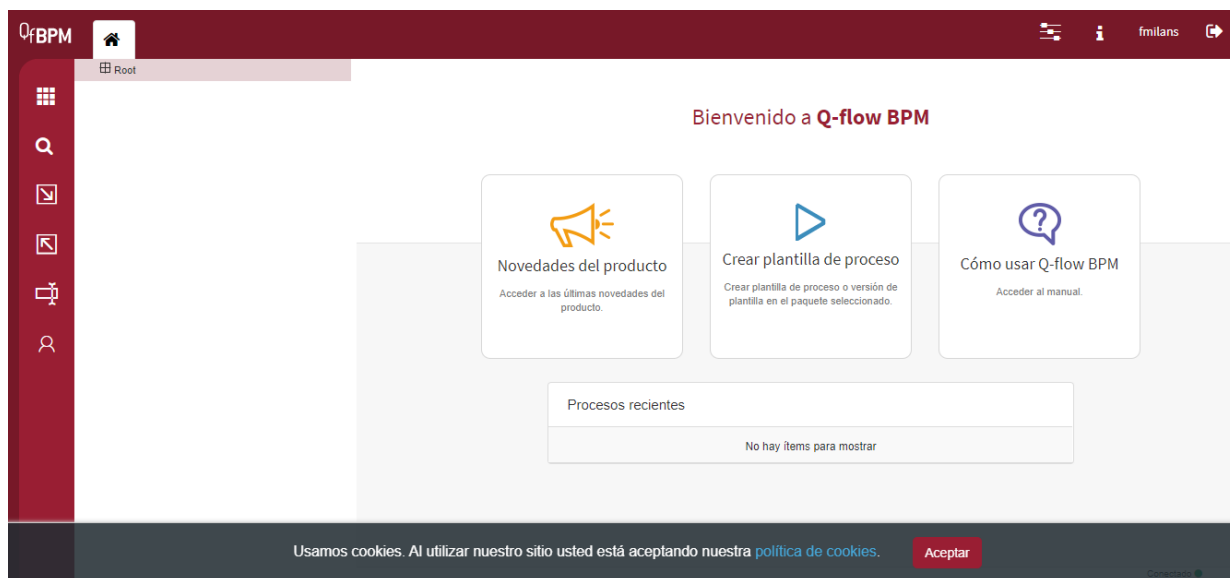 QfBPM
fmilans
Root
Bienvenido a Q-flow BPM
Novedades del producto
Acceder a las últimas novedades del
producto.
Crear plantilla de proceso
Crear plantilla de proceso o versión de
plantilla en el paquete seleccionado.
Cómo usar Q-flow BPM
Acceder al manual.
Procesos recientes
No hay ítems para mostrar
Usamos cookies. Al utilizar nuestro sitio usted está aceptando nuestra política de cookies.
Aceptar
Conectado